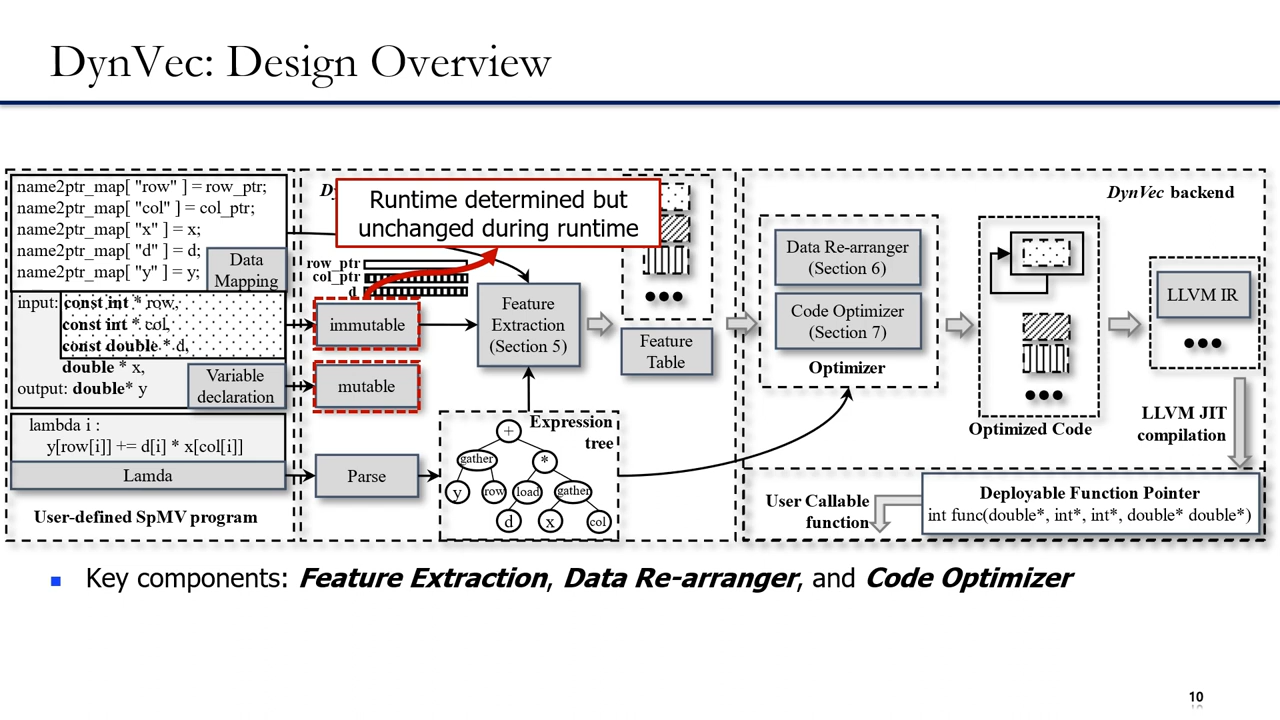 DynVec: Design Overview
name2ptr_map[ "row" ] = row_ptr;
name2ptr_map[ "col" ] = col_ptr;
name2ptr_map[ "x" ] = x;
name2ptr_map[ "d" ] = d;
name2ptr_map[ "y" ] = y;
Data
Mapping
input: const int * row,
const int * col,
const double * d,
double * x,
output: double* y
Variable
declaration
lambda i :
y[row[i]] += d[i] * x[col[i]]
Lamda
User-defined SpMV program
Runtime determined but
unchanged during runtime
row_ptr
col_ptr
d
immutable
mutable
Parse
Feature
Extraction
(Section 5)
Feature
Table
Expression
tree
+
gather
*
y
row
load
gather
d
x
col
DynVec backend
Data Re-arranger
(Section 6)
Code Optimizer
(Section 7)
Optimizer
Optimized Code
LLVM IR
LLVM JIT
compilation
User Callable
function
Deployable Function Pointer
int func(double*, int*, int*, double* double*)
Key components: Feature Extraction, Data Re-arranger, and Code Optimizer
10